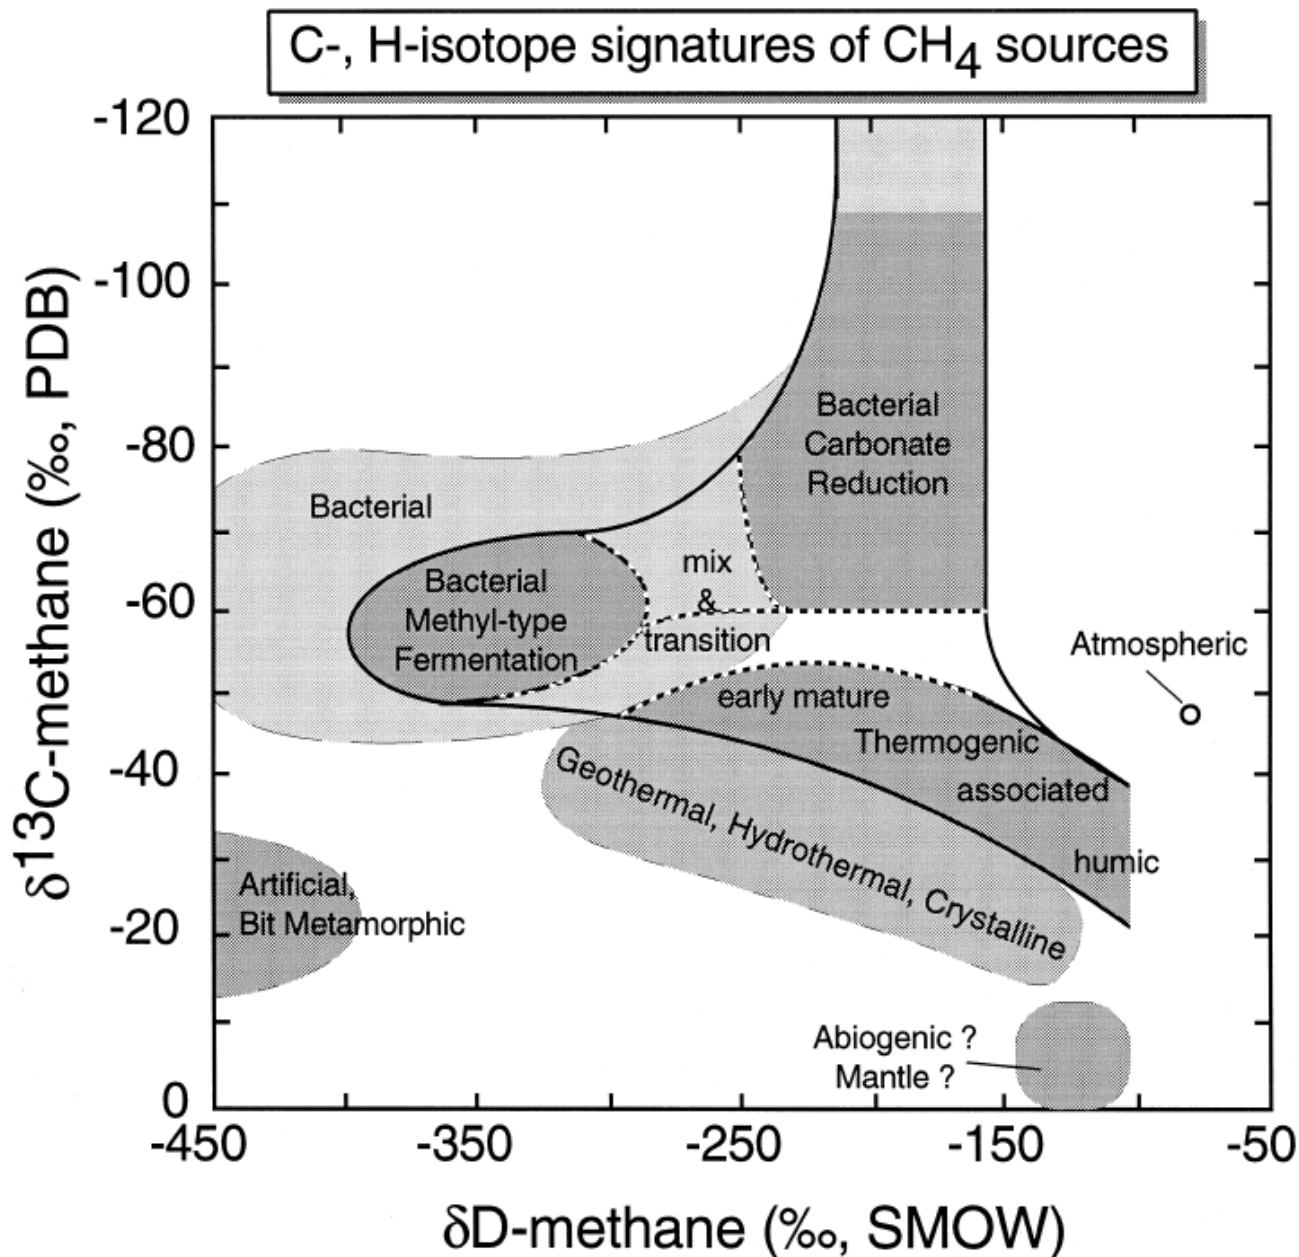 C-, H-isotope signatures of CH4 sources
-120
-100
-80
-60
-40
-20
0
δ13C-methane (‰, PDB)
Bacterial
Carbonate
Reduction
Bacterial
mix
&
transition
Bacterial
Methyl-type
Fermentation
Atmospheric
early mature
Thermogenic
associated
humic
Geothermal, Hydrothermal, Crystalline
Artificial,
Bit Metamorphic
Abiogenic ?
Mantle ?
-450
-350
-250
-150
-50
δD-methane (‰, SMOW)